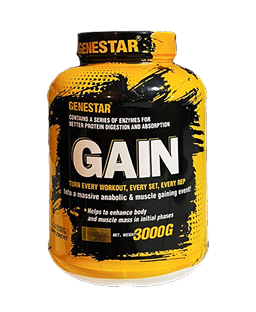 GENESTAR
GENESTAR
CONTAINS A SERIES OF ENZYMES FOR
BETTER PROTEIN DIGESTION AND ABSORPTION
GAIN
TURN EVERY WORKOUT, EVERY SET, EVERY REP
into a massive anabolic & muscle gaining event!
* Helps to enhance body
and muscle mass in initial phases
NET. WEIGHT 3000G